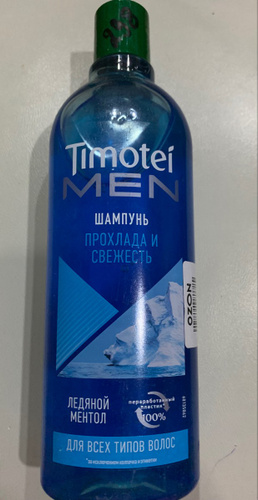 Timotei
MEN
ШАМПУНЬ
ПРОХЛАДА И
СВЕЖЕСТЬ
OZON
ЛЕДЯНОЙ
МЕНТОЛ
переработанный
пластик*
100%
ДЛЯ ВСЕХ ТИПОВ ВОЛОС